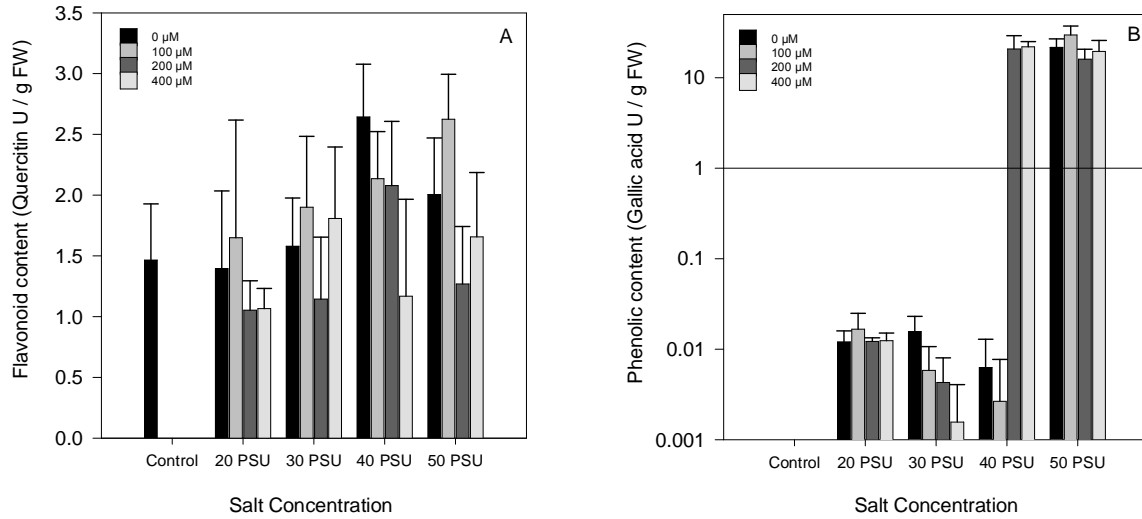 3.5
3.0
2.5
2.0
1.5
1.0
0.5
0.0
Flavonoid content (Quercitin U / g FW)
0 µM
100 µM
200 µM
400 µM
A
Control 20 PSU 30 PSU 40 PSU 50 PSU
Salt Concentration
10
1
0.1
0.01
0.001
Phenolic content (Gallic acid U / g FW)
0 µM
100 µM
200 µM
400 µM
B
Control 20 PSU 30 PSU 40 PSU 50 PSU
Salt Concentration